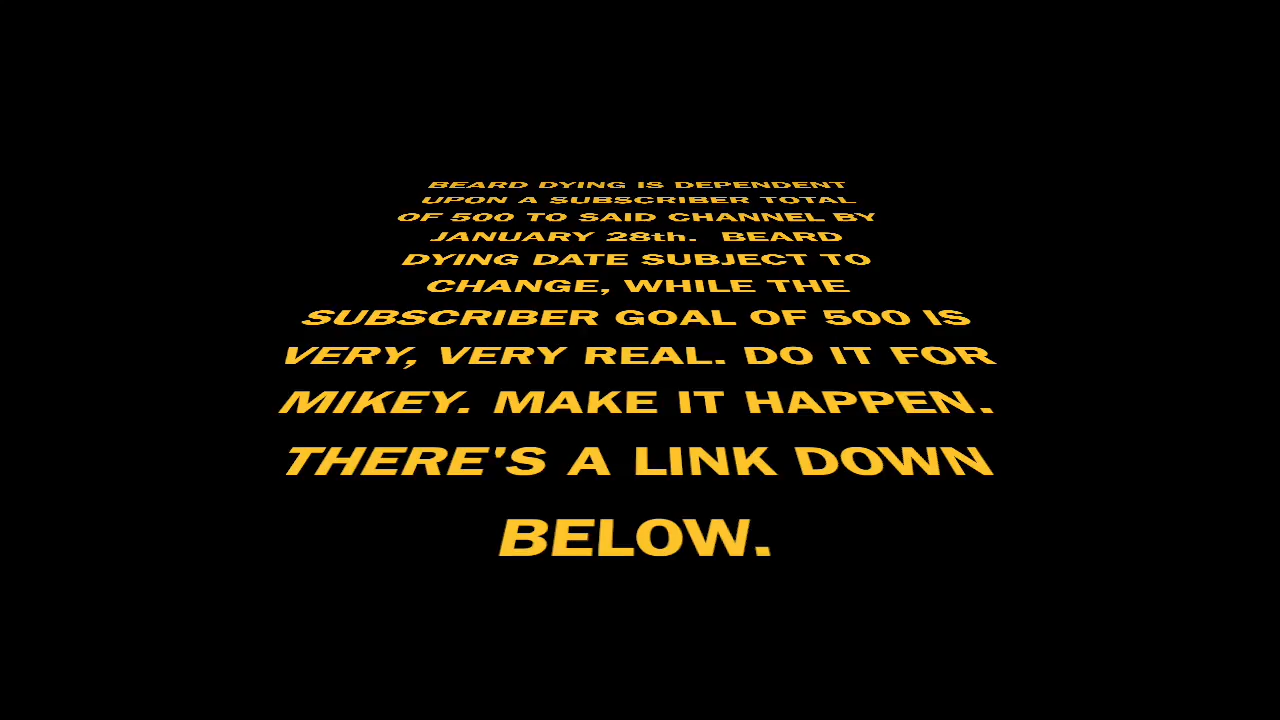 BEARD DYING IS DEPENDENT
UPON A SUBSCRIBER TOTAL
OF 500 TO SAID CHANNEL BY
JANUARY 28th.  BEARD
DYING DATE SUBJECT TO
CHANGE, WHILE THE
SUBSCRIBER GOAL OF 500 IS
VERY, VERY REAL. DO IT FOR
MIKEY. MAKE IT HAPPEN.
THERE'S A LINK DOWN
BELOW.